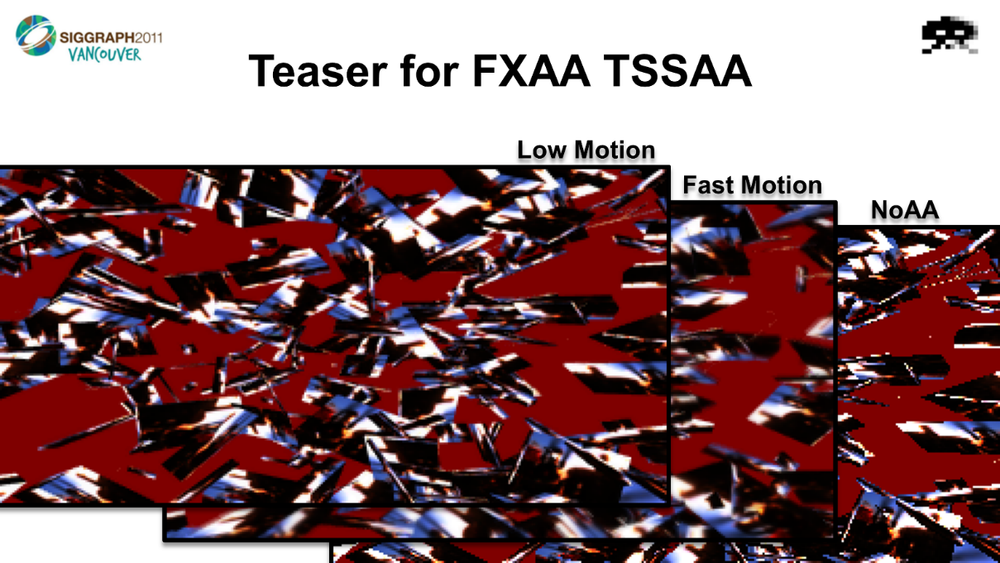 SIGGRAPH2011
VANCOUVER
Teaser for FXAA TSSAA
Low Motion
Fast Motion
NoAA